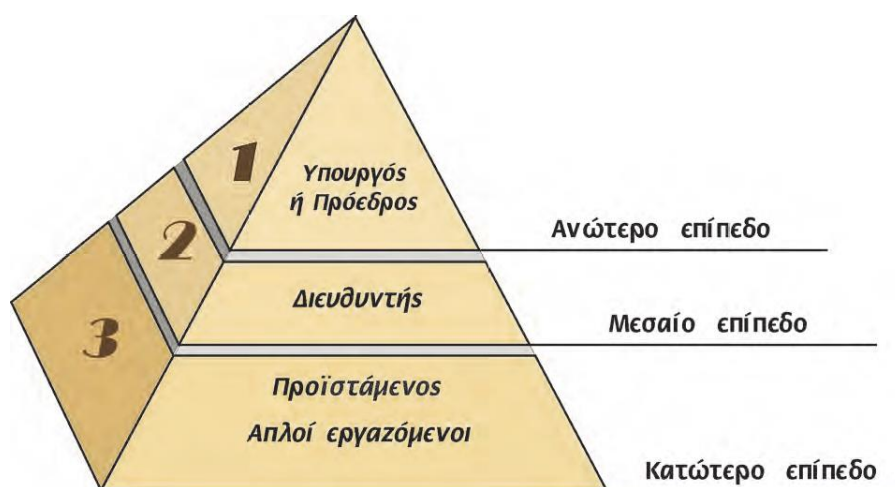 1
Υπουργός
ή Πρόεδρος
Ανώτερο επίπεδο
2
Διευθυντής
Μεσαίο επίπεδο
3
Προϊστάμενος
Απλοί εργαζόμενοι
Κατώτερο επίπεδο